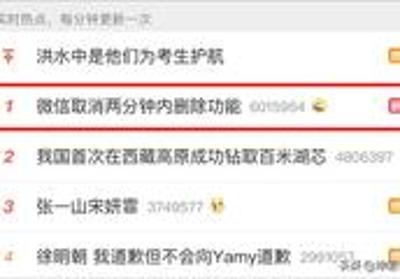 实时热点，每分钟更新一次
洪水中是他们为考生护航
1 微信取消两分钟内删除功能 6015964
2 我国首次在西藏高原成功钻取百米湖芯 4806397
3 张一山宋妍霏 3749577
4 徐明朝 我道歉但不会向Yamy道歉